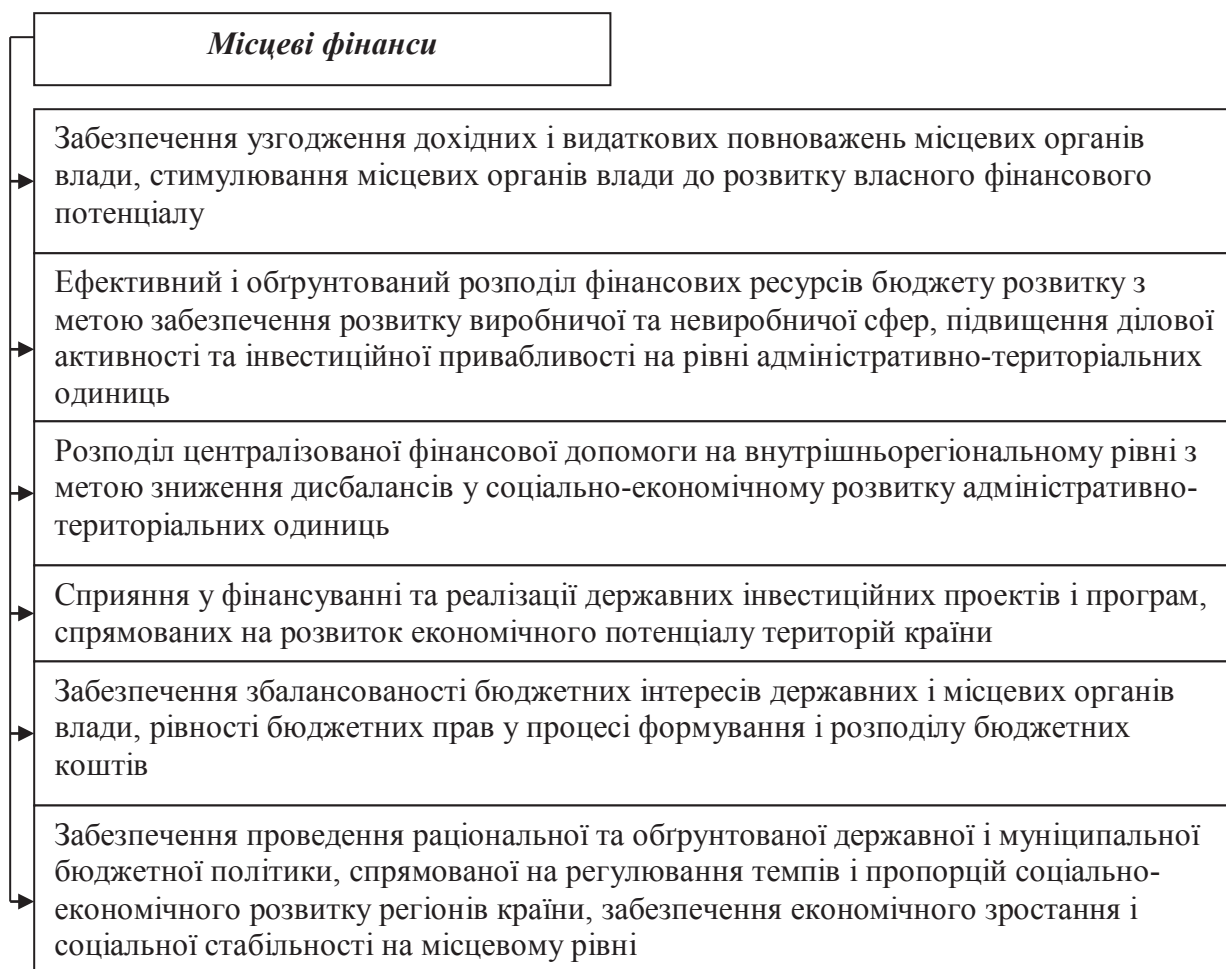 Місцеві фінанси
Забезпечення узгодження дохідних і видаткових повноважень місцевих органів
влади, стимулювання місцевих органів влади до розвитку власного фінансового
потенціалу
Ефективний і обґрунтований розподіл фінансових ресурсів бюджету розвитку з
метою забезпечення розвитку виробничої та невиробничої сфер, підвищення ділової
активності та інвестиційної привабливості на рівні адміністративно-територіальних
одиниць
Розподіл централізованої фінансової допомоги на внутрішньорегіональному рівні з
метою зниження дисбалансів у соціально-економічному розвитку адміністративно-
територіальних одиниць
Сприяння у фінансуванні та реалізації державних інвестиційних проектів і програм,
спрямованих на розвиток економічного потенціалу територій країни
Забезпечення збалансованості бюджетних інтересів державних і місцевих органів
влади, рівності бюджетних прав у процесі формування і розподілу бюджетних
коштів
Забезпечення проведення раціональної та обґрунтованої державної і муніципальної
бюджетної політики, спрямованої на регулювання темпів і пропорцій соціально-
економічного розвитку регіонів країни, забезпечення економічного зростання і
соціальної стабільності на місцевому рівні